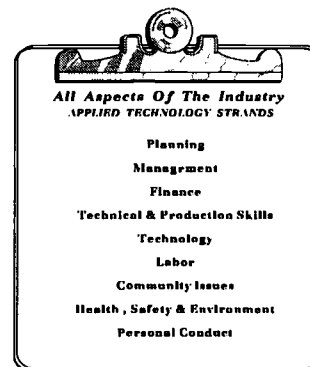 All Aspects Of The Industry
APPLIED TECHNOLOGY STRANDS
Planning
Management
Finance
Technical & Production Skills
Technology
Labor
Community Issues
Health , Safety & Environment
Personal Conduct